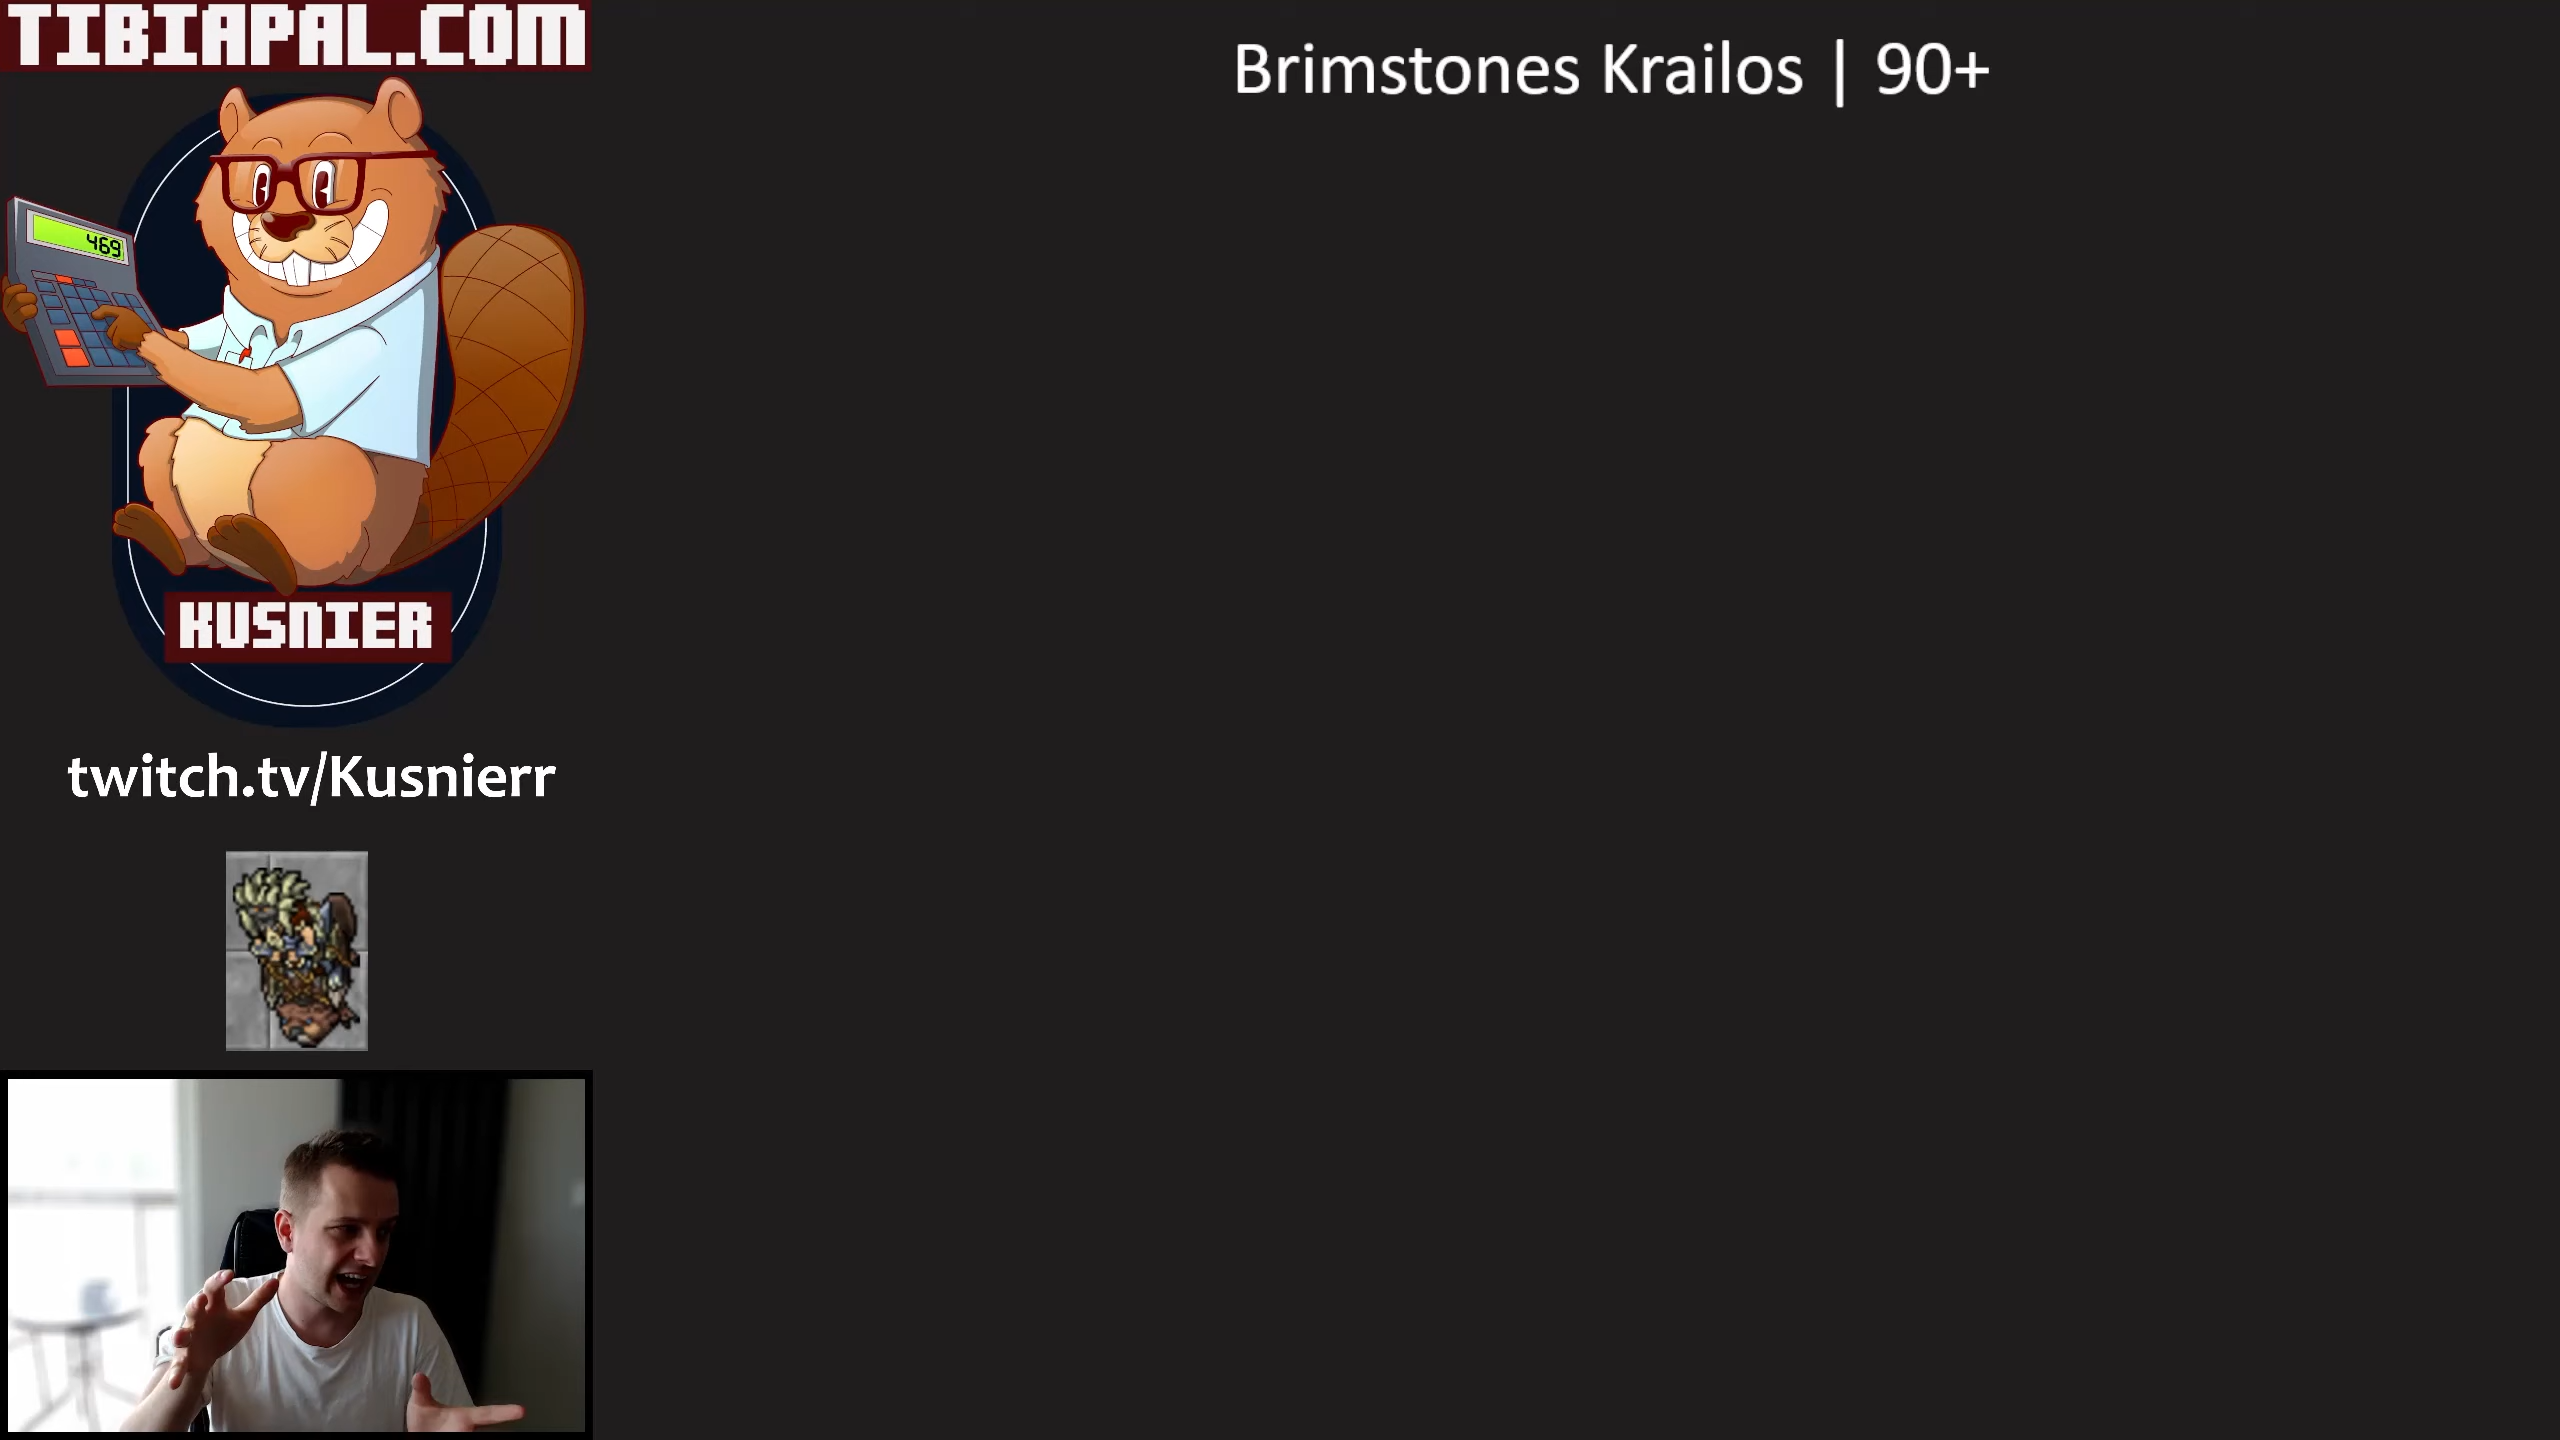 TIBIAPAL.COM
Brimstones Krailos | 90+
469
KUSNIER
twitch.tv/Kusnierr